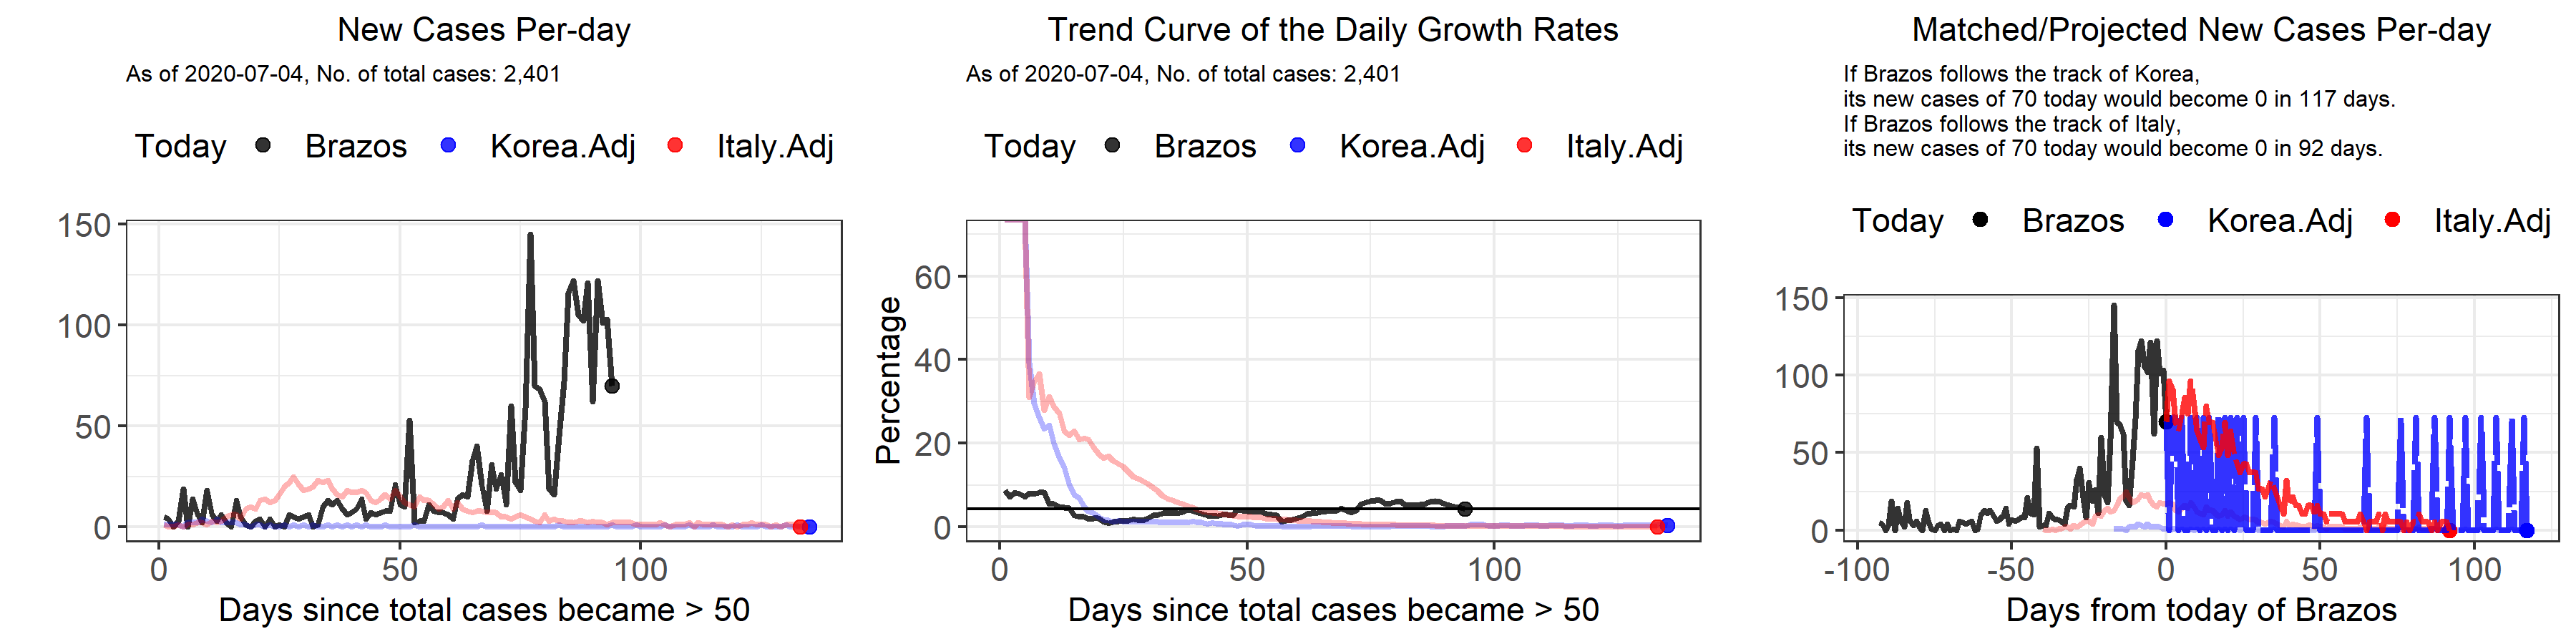 New Cases Per-day
As of 2020-07-04, No. of total cases: 2,401
Today Brazos Korea.Adj Italy.Adj
150
100
50
0
0 50 100
Days since total cases became > 50
Trend Curve of the Daily Growth Rates
As of 2020-07-04, No. of total cases: 2,401
Today Brazos Korea.Adj Italy.Adj
Percentage
60
40
20
0
0 50 100
Days since total cases became > 50
Matched/Projected New Cases Per-day
If Brazos follows the track of Korea,
its new cases of 70 today would become 0 in 117 days.
If Brazos follows the track of Italy,
its new cases of 70 today would become 0 in 92 days.
Today Brazos Korea.Adj Italy.Adj
150
100
50
0
-100 -50 0 50 100
Days from today of Brazos